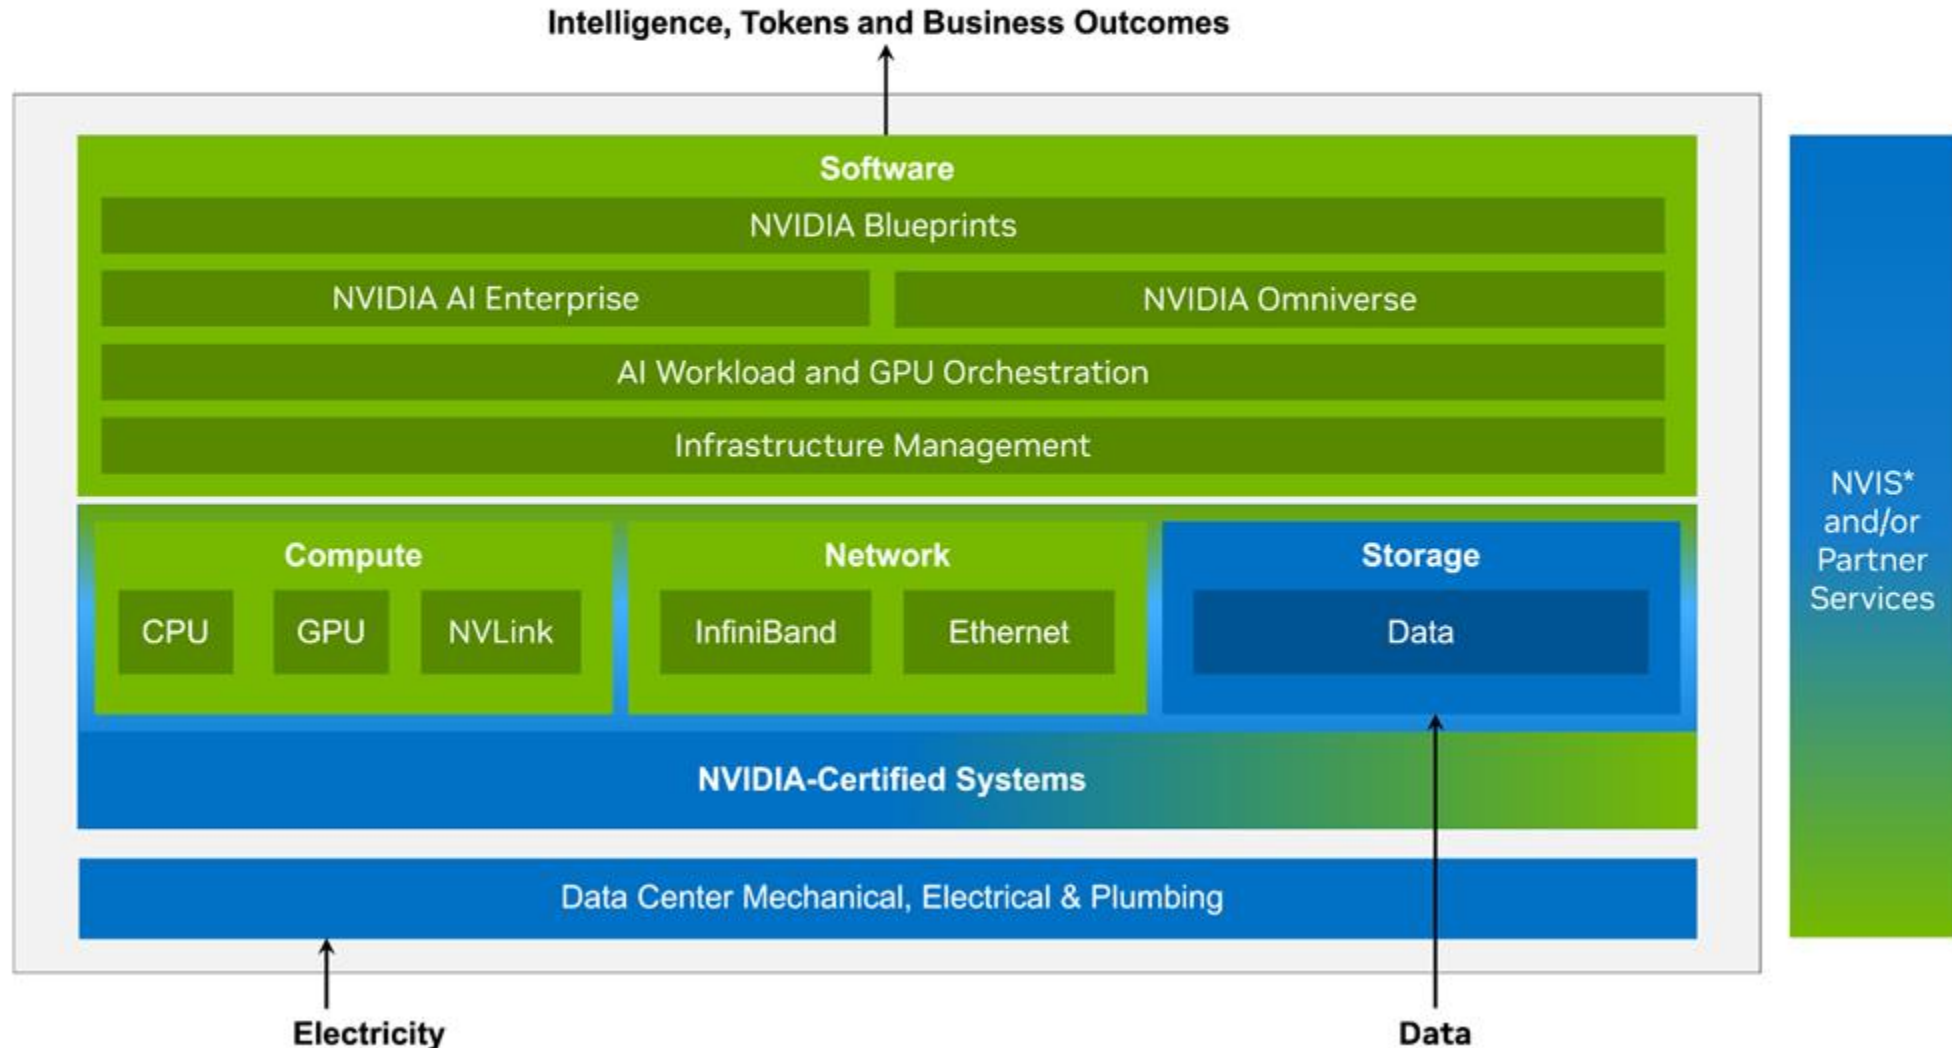 Intelligence, Tokens and Business Outcomes
Software
NVIDIA Blueprints
NVIDIA AI Enterprise
NVIDIA Omniverse
AI Workload and GPU Orchestration
Infrastructure Management
Compute
CPU
GPU
NVLink
Network
InfiniBand
Ethernet
Storage
Data
NVIDIA-Certified Systems
Data Center Mechanical, Electrical & Plumbing
Electricity
Data
NVIS*
and/or
Partner
Services